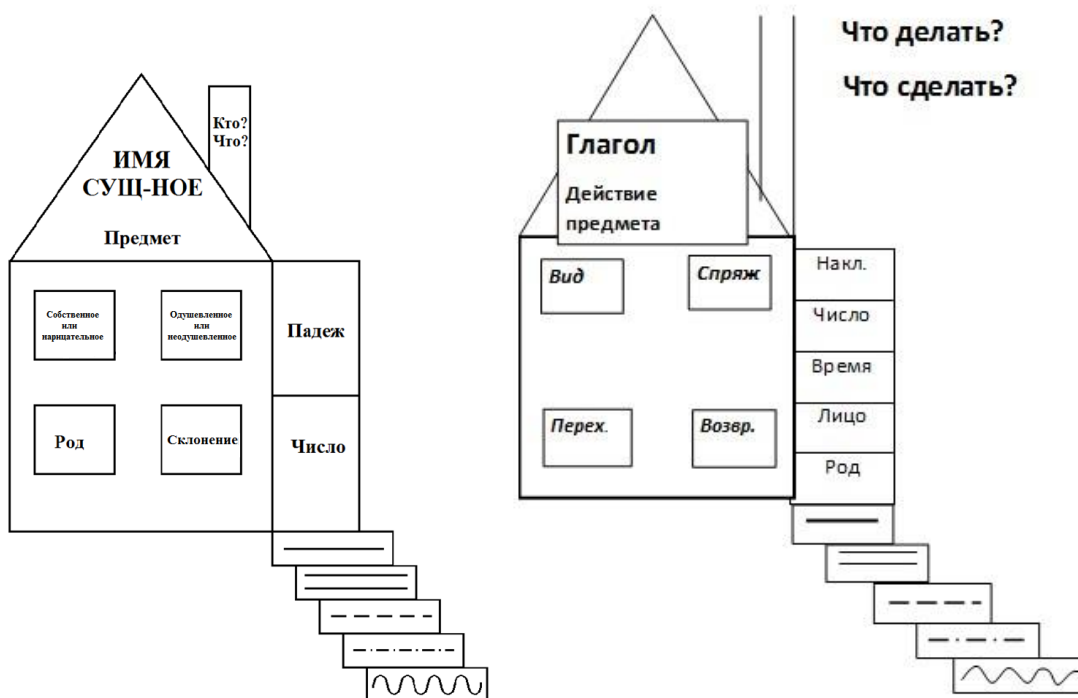 Кто?
Что?
ИМЯ
СУЩ-НОЕ
Предмет
Собственное
или
нарицательное
Одушевленное
или
неодушевленное
Падеж
Род
Склонение
Число
Что делать?
Что сделать?
Глагол
Действие
предмета
Вид
Спряж
Накл.
Число
Время
Перех.
Возвр.
Лицо
Род